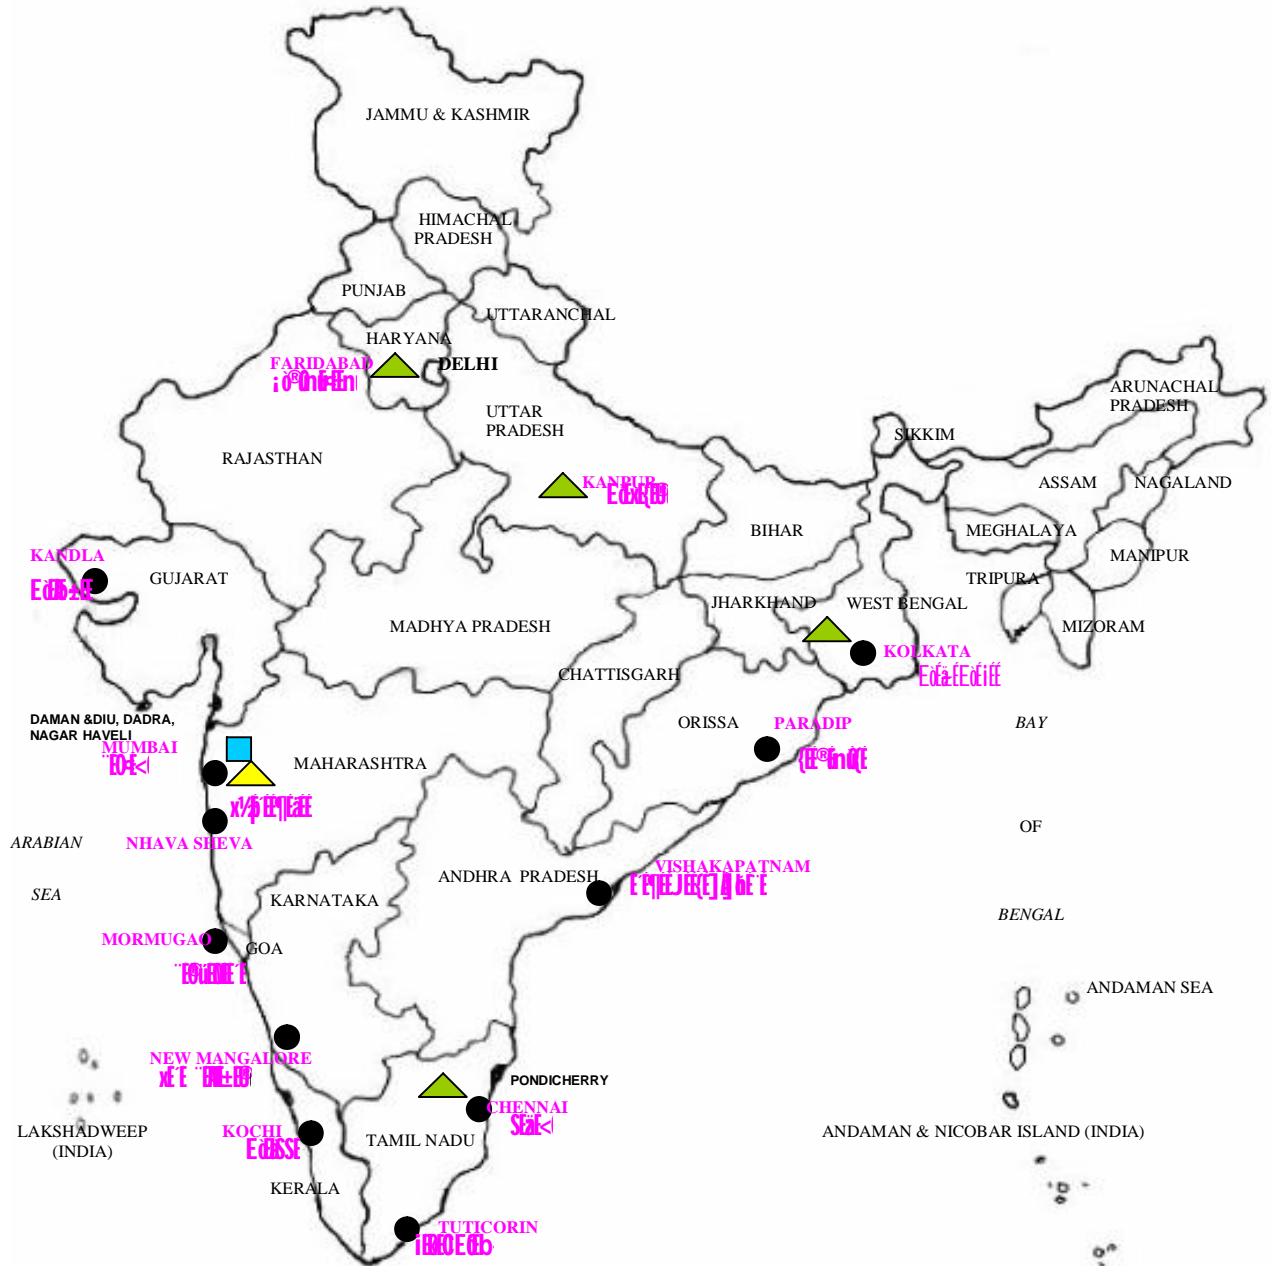 JAMMU & KASHMIR
HIMACHAL
PRADESH
PUNJAB
UTTARANCHAL
HARYANA
FARIDABAD
DELHI
ARUNACHAL
PRADESH
UTTAR
PRADESH
SIKKIM
RAJASTHAN
KANPUR
ASSAM
NAGALAND
BIHAR
MEGHALAYA
MANIPUR
KANDLA
GUJARAT
TRIPURA
JHARKHAND
WEST BENGAL
MADHYA PRADESH
MIZORAM
KOLKATA
CHATTISGARH
DAMAN &DIU, DADRA,
NAGAR HAVELI
ORISSA
PARADIP
BAY
MUMBAI
MAHARASHTRA
OF
ARABIAN
NHAVA SHEVA
SEA
VISHAKAPATNAM
ANDHRA PRADESH
KARNATAKA
BENGAL
MORMUGAO
GOA
ANDAMAN SEA
NEW MANGALORE
PONDICHERRY
CHENNAI
LAKSHADWEEP
(INDIA)
KOCHI
TAMIL NADU
ANDAMAN & NICOBAR ISLAND (INDIA)
KERALA
TUTICORIN